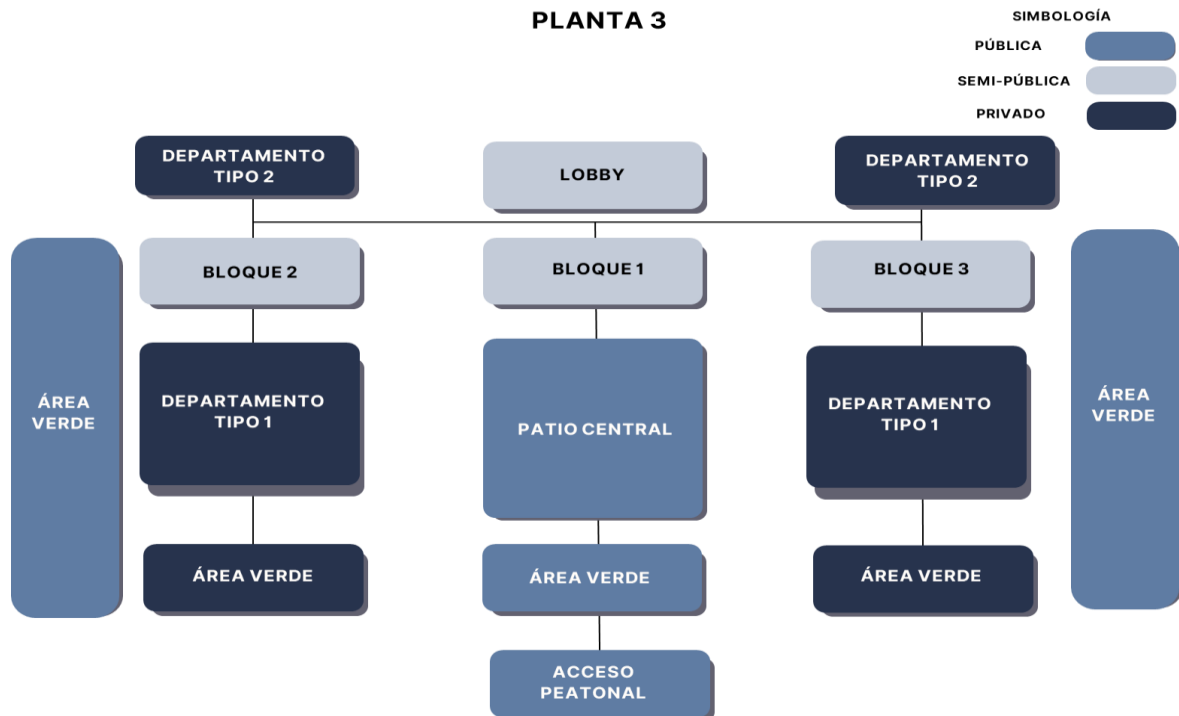 PLANTA 3
SIMBOLOGÍA
PÚBLICA
SEMI-PÚBLICA
PRIVADO
DEPARTAMENTO
TIPO 2
LOBBY
DEPARTAMENTO
TIPO 2
BLOQUE 2
BLOQUE 1
BLOQUE 3
ÁREA
VERDE
DEPARTAMENTO
TIPO 1
PATIO CENTRAL
DEPARTAMENTO
TIPO 1
ÁREA
VERDE
ÁREA VERDE
ÁREA VERDE
ÁREA VERDE
ACCESO
PEATONAL